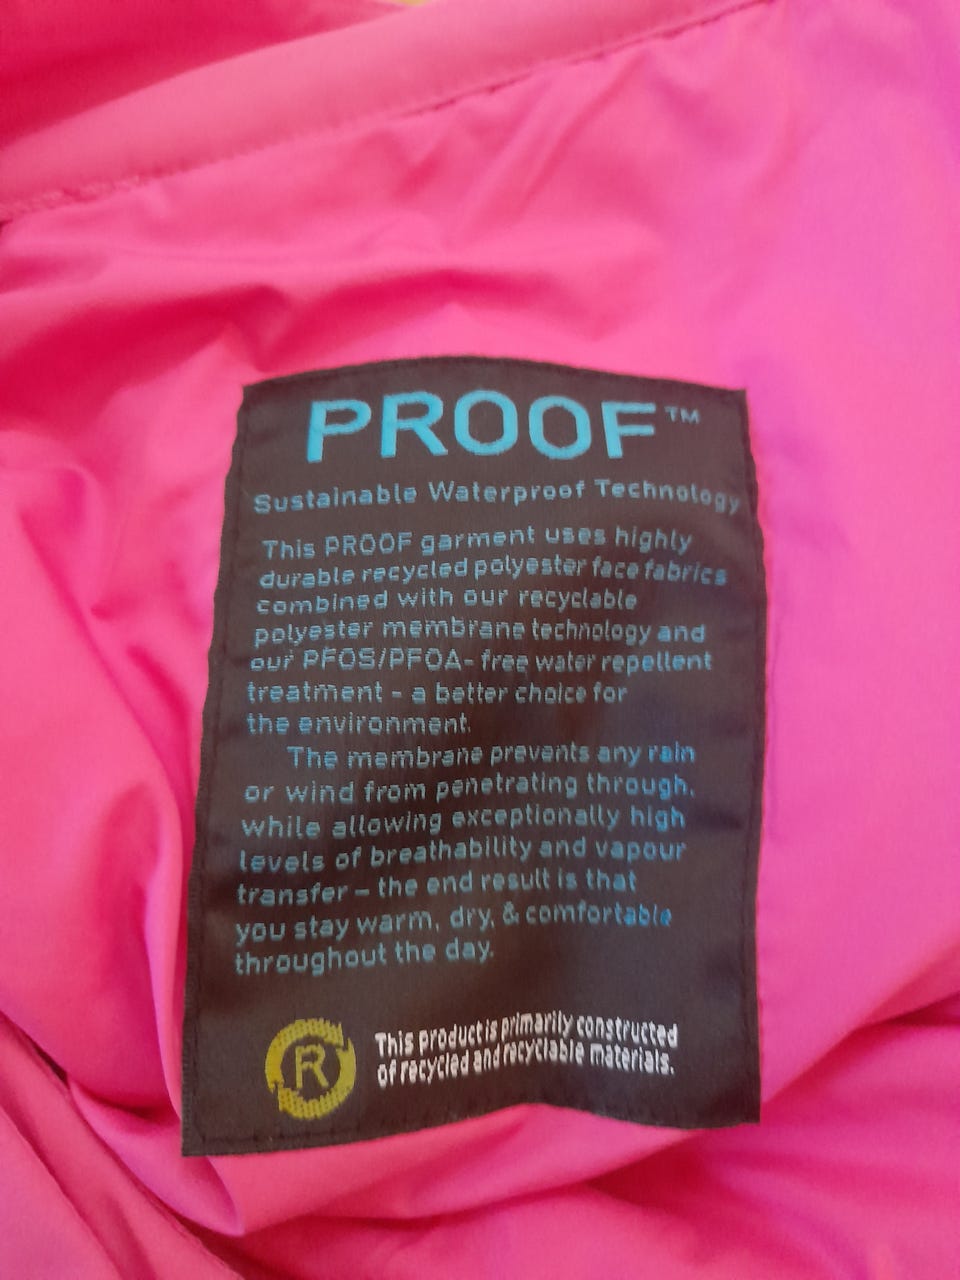 PROOF™
Sustainable Waterproof Technology
This PROOF garment uses highly
durable recycled polyester face fabrics
combined with our recyclable
polyester membrane technology and
our PFOS/PFOA- free water repellent
treatment - a better choice for
the environment.
The membrane prevents any rain
or wind from penetrating through,
while allowing exceptionally high
levels of breathability and vapour
transfer – the end result is that
you stay warm, dry, & comfortable
throughout the day.
R
This product is primarily constructed
of recycled and recyclable materials.